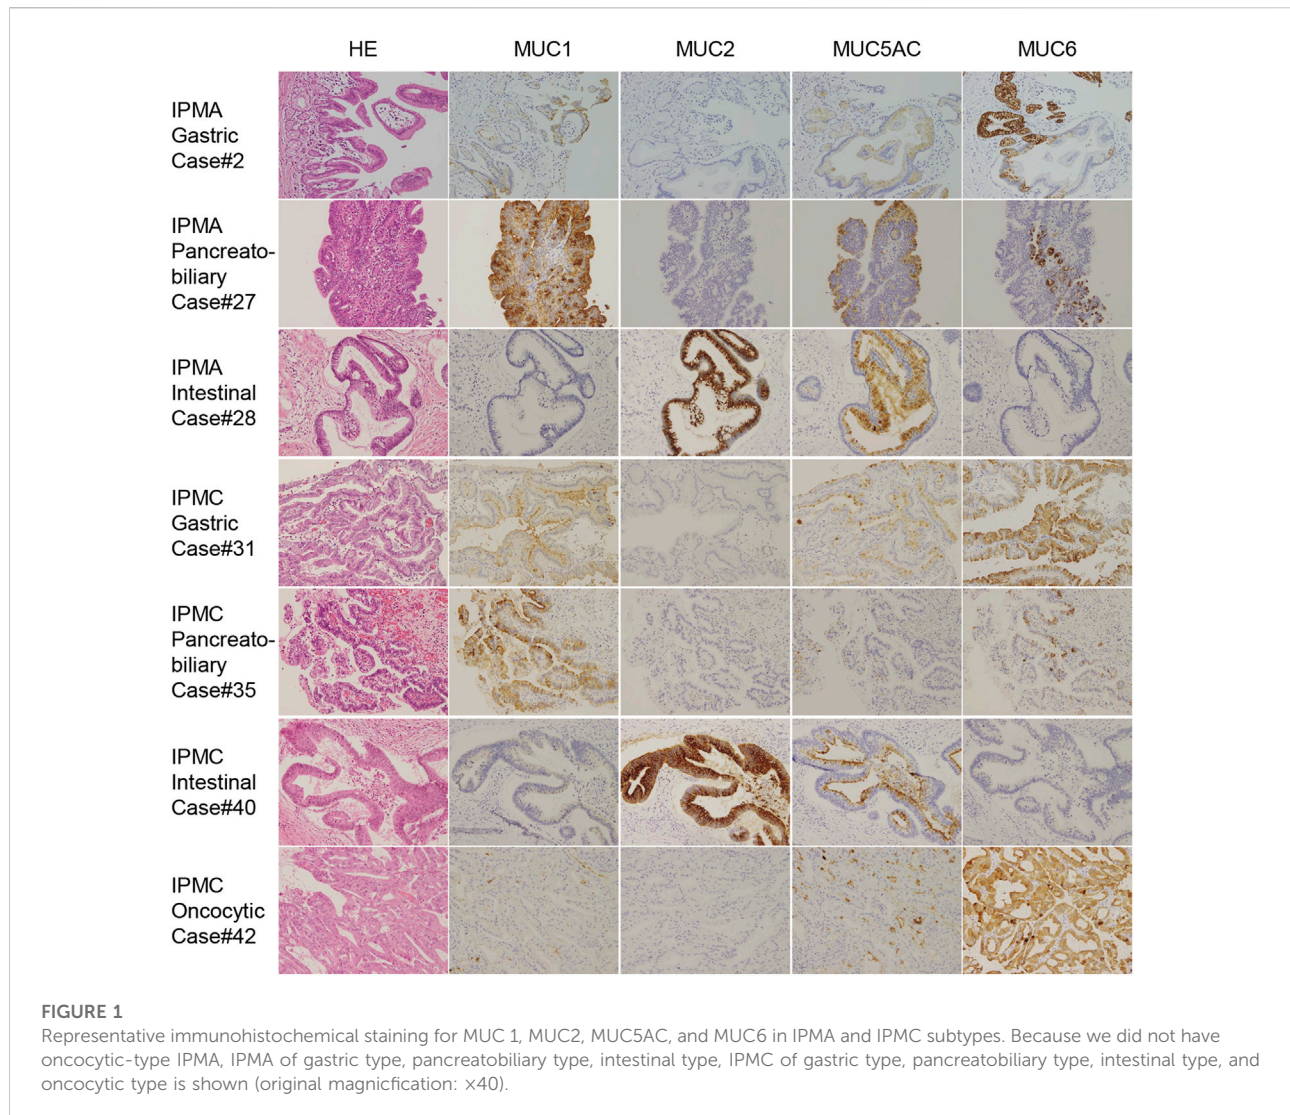 HE MUC1 MUC2 MUC5AC MUC6
IPMA
Gastric
Case#2
IPMA
Pancreato-
biliary
Case#27
IPMA
Intestinal
Case#28
IPMC
Gastric
Case#31
IPMC
Pancreato-
biliary
Case#35
IPMC
Intestinal
Case#40
IPMC
Oncocytic
Case#42
FIGURE 1
Representative immunohistochemical staining for MUC 1, MUC2, MUC5AC, and MUC6 in IPMA and IPMC subtypes. Because we did not have
oncocytic-type IPMA, IPMA of gastric type, pancreatobiliary type, intestinal type, IPMC of gastric type, pancreatobiliary type, intestinal type, and
oncocytic type is shown (original magnicfication: ×40).